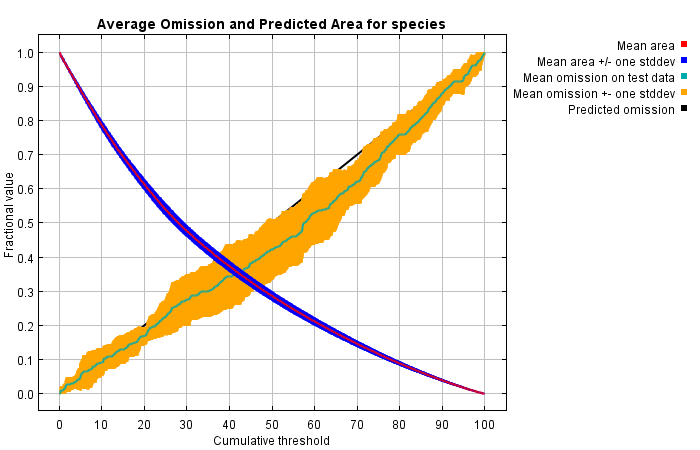 Average Omission and Predicted Area for species
Mean area
Mean area +/- one stddev
Mean omission on test data
Mean omission +- one stddev
Predicted omission
Fractional value
1.0
0.9
0.8
0.7
0.6
0.5
0.4
0.3
0.2
0.1
0.0
0 10 20 30 40 50 60 70 80 90 100
Cumulative threshold